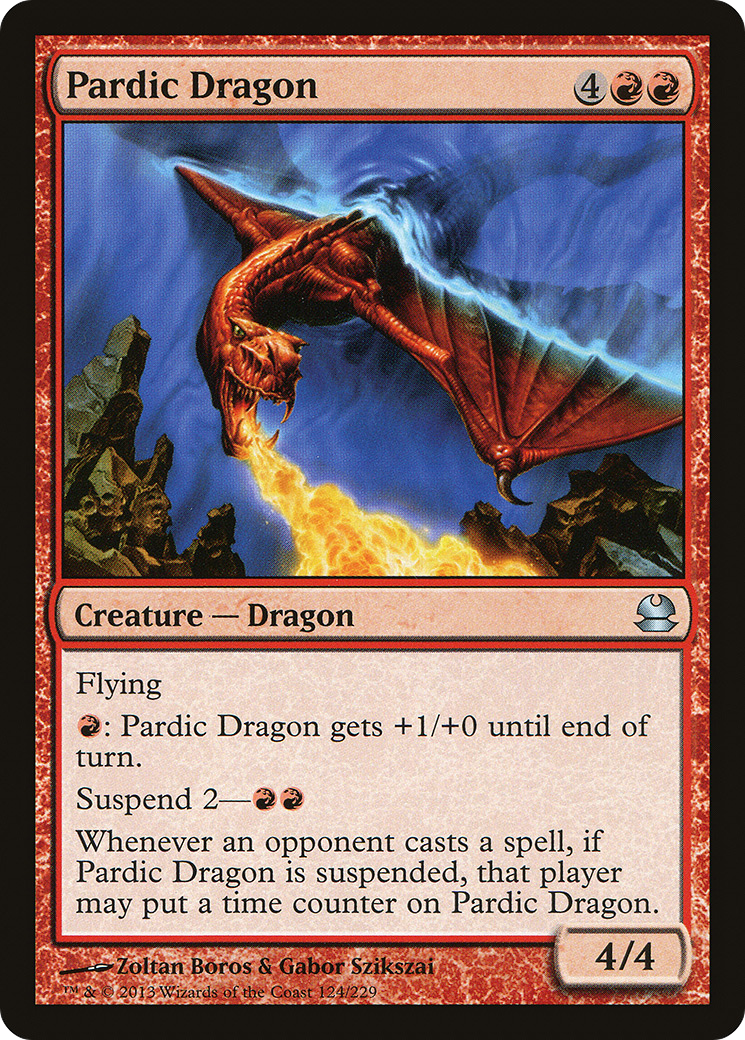 Pardic Dragon 4
Creature — Dragon
Flying
: Pardic Dragon gets +1/+0 until end of
turn.
Suspend 2—
Whenever an opponent casts a spell, if
Pardic Dragon is suspended, that player
may put a time counter on Pardic Dragon.
4/4
Zoltan Boros & Gabor Szikszai
™ & © 2013 Wizards of the Coast 124/229